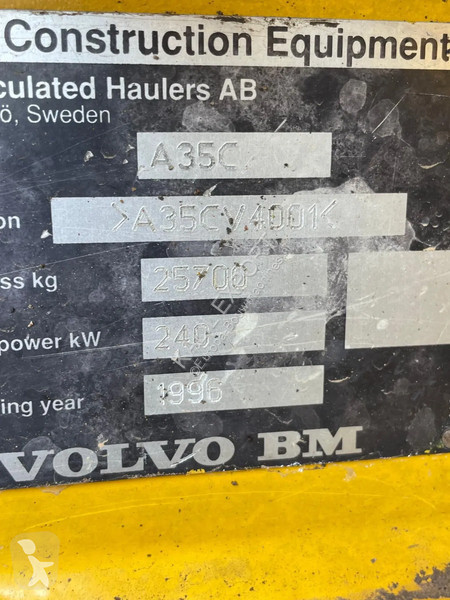 Construction Equipment
culated Haulers AB
ö, Sweden
A35C
on >A35CV4001<
ss kg 25700
power kW 240
ing year 1996
VOLVO BM